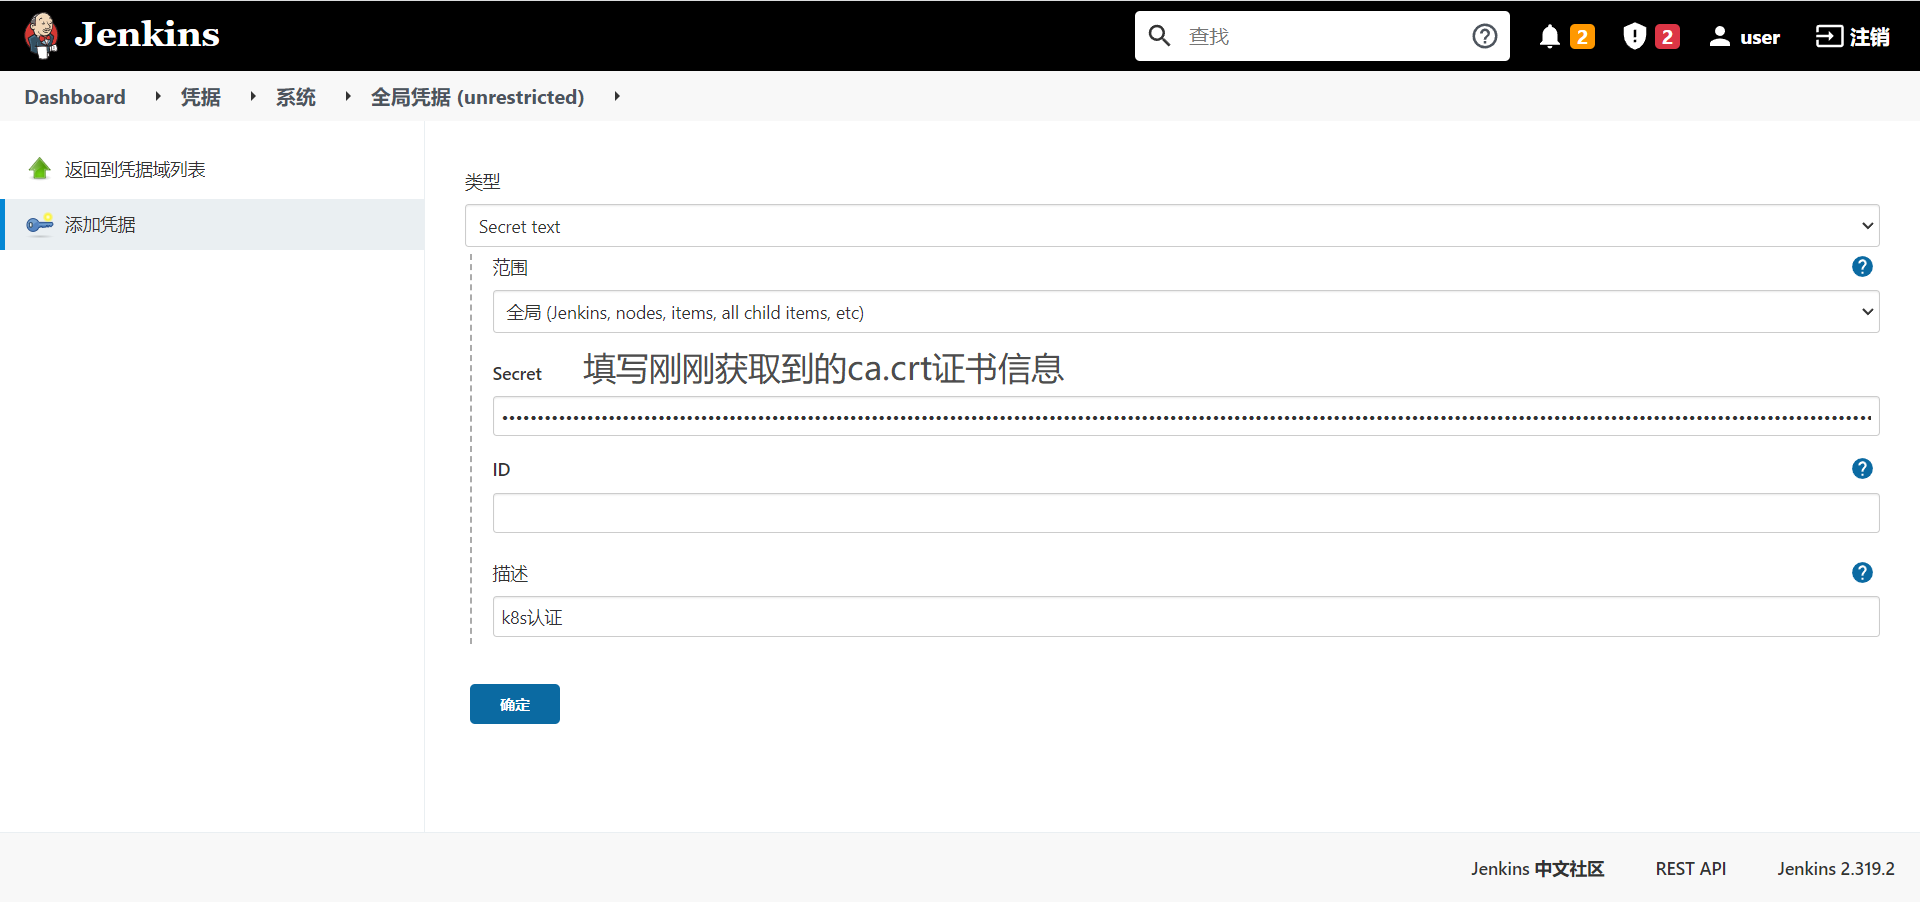 Jenkins
查找
2
2
user
注销
Dashboard
凭据
系统
全局凭据 (unrestricted)
返回到凭据域列表
添加凭据
类型
Secret text
范围
全局 (Jenkins, nodes, items, all child items, etc)
Secret
填写刚刚获取到的ca.crt证书信息
ID
描述
k8s认证
确定
Jenkins 中文社区
REST API
Jenkins 2.319.2